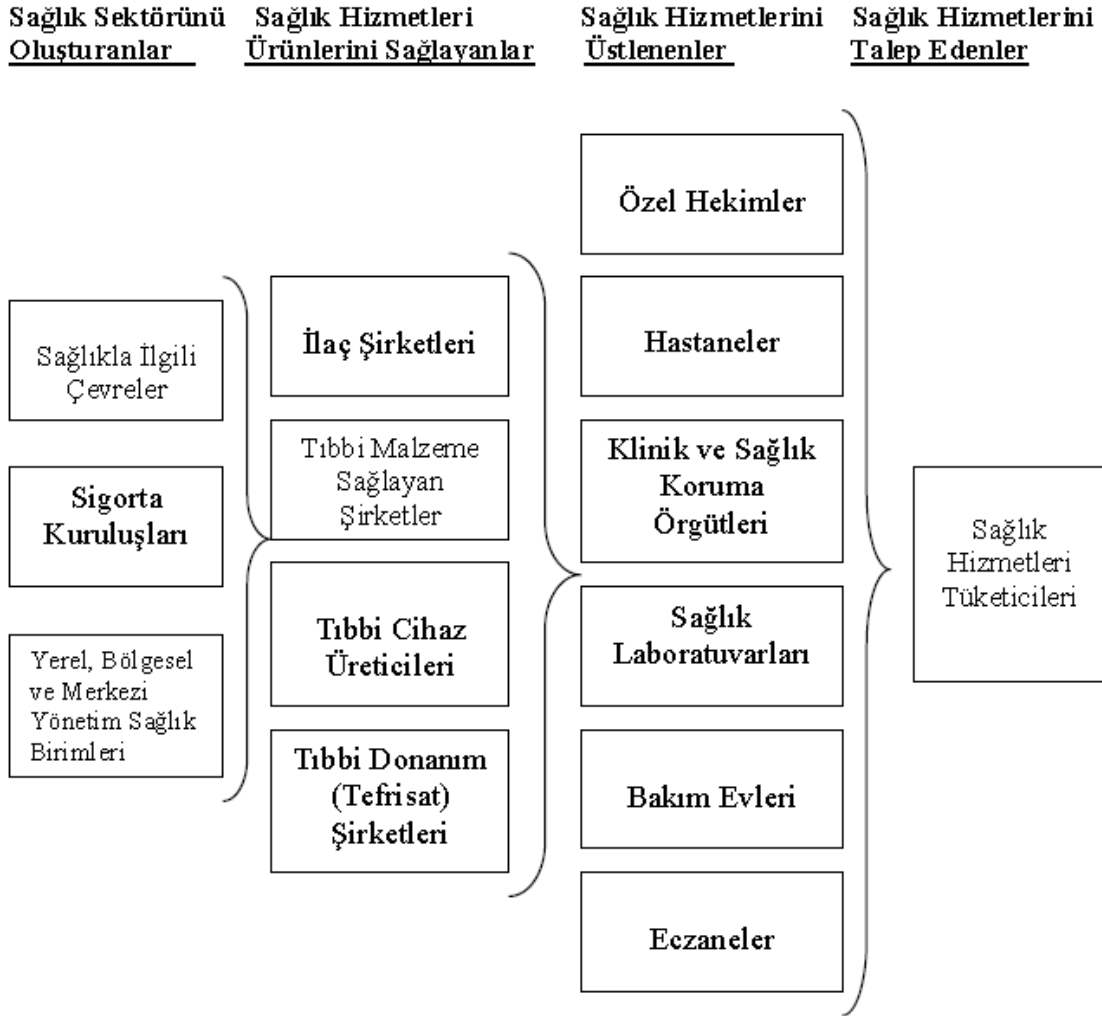 Sağlık Sektörünü
Oluşturanlar
Sağlık Hizmetleri
Ürünlerini Sağlayanlar
Sağlık Hizmetlerini
Üstlenenler
Sağlık Hizmetlerini
Talep Edenler
Sağlıkla İlgili
Çevreler
Sigorta
Kuruluşları
Yerel, Bölgesel
ve Merkezi
Yönetim Sağlık
Birimleri
İlaç Şirketleri
Tıbbi Malzeme
Sağlayan
Şirketler
Tıbbi Cihaz
Üreticileri
Tıbbi Donanım
(Tefrisat)
Şirketleri
Özel Hekimler
Hastaneler
Klinik ve Sağlık
Koruma
Örgütleri
Sağlık
Laboratuvarları
Bakım Evleri
Eczaneler
Sağlık
Hizmetleri
Tüketicileri